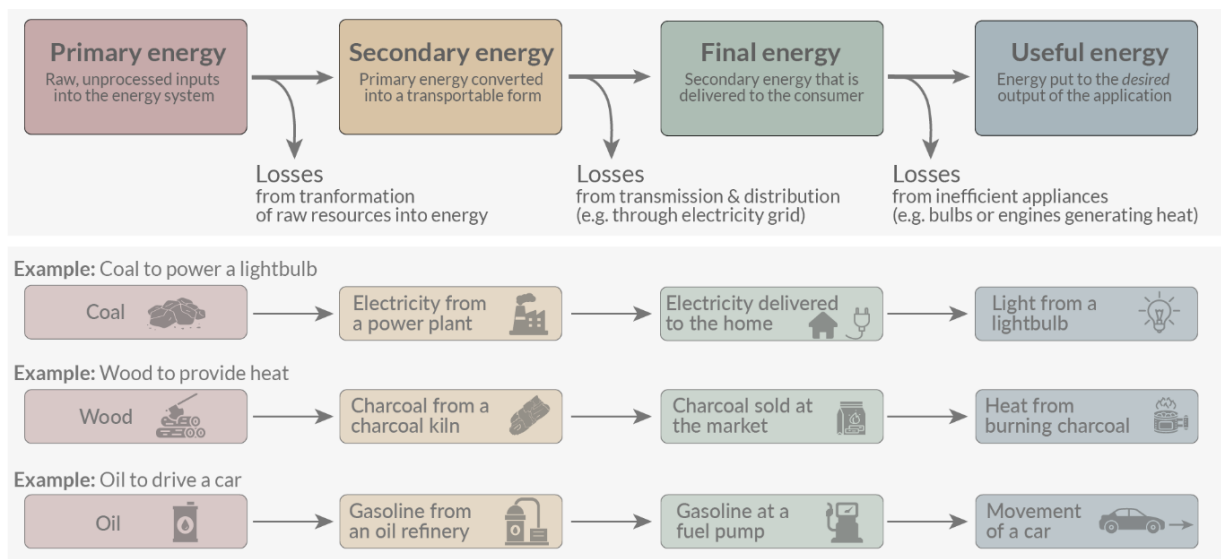 Primary energy
Raw, unprocessed inputs
into the energy system
Secondary energy
Primary energy converted
into a transportable form
Final energy
Secondary energy that is
delivered to the consumer
Useful energy
Energy put to the desired
output of the application
Losses
from tranformation
of raw resources into energy
Losses
from transmission & distribution
(e.g. through electricity grid)
Losses
from inefficient appliances
(e.g. bulbs or engines generating heat)
Example: Coal to power a lightbulb
Coal
Electricity from
a power plant
Electricity delivered
to the home
Light from a
lightbulb
Example: Wood to provide heat
Wood
Charcoal from a
charcoal kiln
Charcoal sold at
the market
Heat from
burning charcoal
Example: Oil to drive a car
Oil
Gasoline from
an oil refinery
Gasoline at a
fuel pump
Movement
of a car